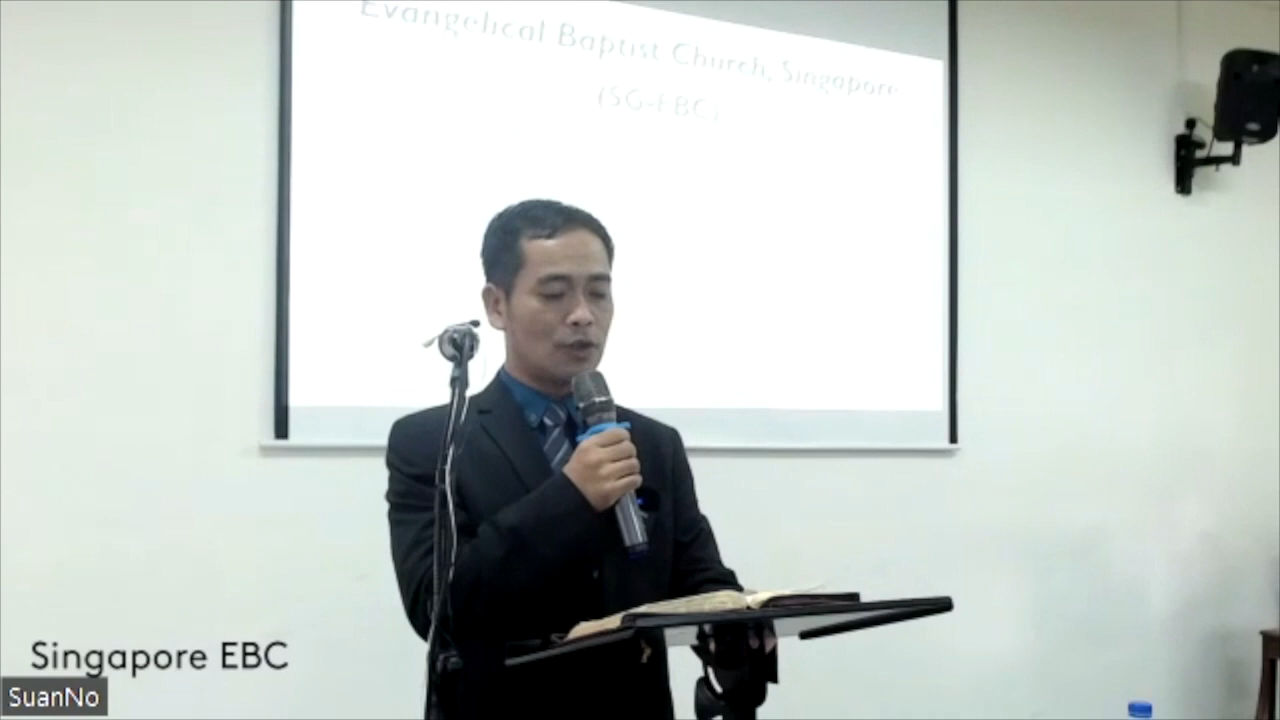 Evangelical Baptist Church, Singapore
(SG-EBC)
Singapore EBC
SuanNo